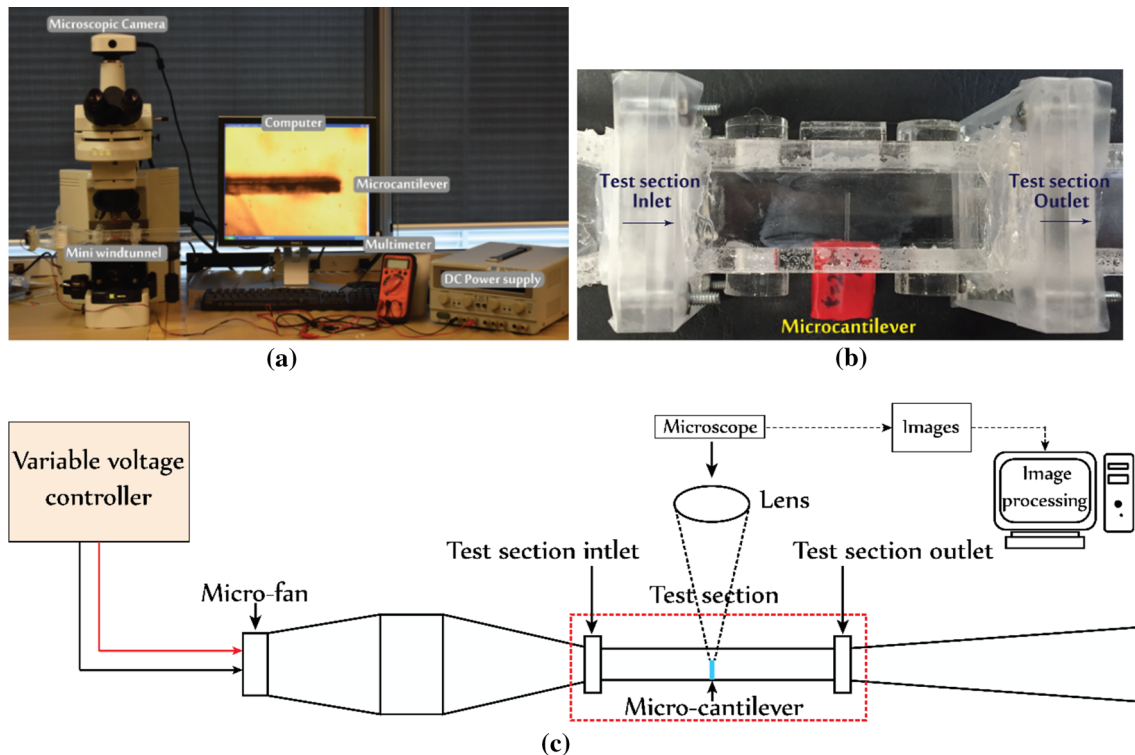 Microscopic Camera
Computer
Microcantilever
Mini windtunnel
Multimeter
DC Power supply
(a)
Test section
Inlet
Test section
Outlet
Microcantilever
(b)
Variable voltage
controller
Microscope
Images
Image
processing
Lens
Test section intlet
Test section outlet
Micro-fan
Test section
Micro-cantilever
(c)